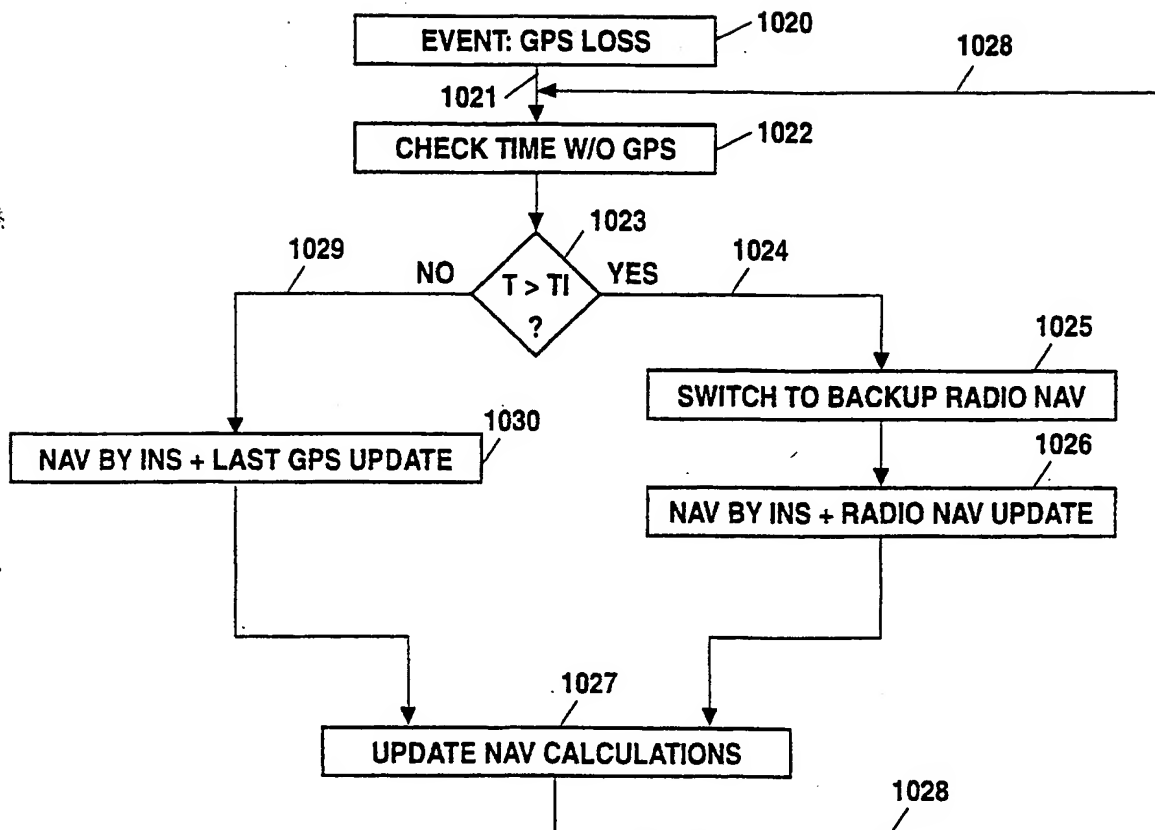 EVENT: GPS LOSS
1020
1021
1028
CHECK TIME W/O GPS
1022
1023
1029
NO
T > TI
?
YES
1024
1025
SWITCH TO BACKUP RADIO NAV
1030
NAV BY INS + LAST GPS UPDATE
1026
NAV BY INS + RADIO NAV UPDATE
1027
UPDATE NAV CALCULATIONS
1028